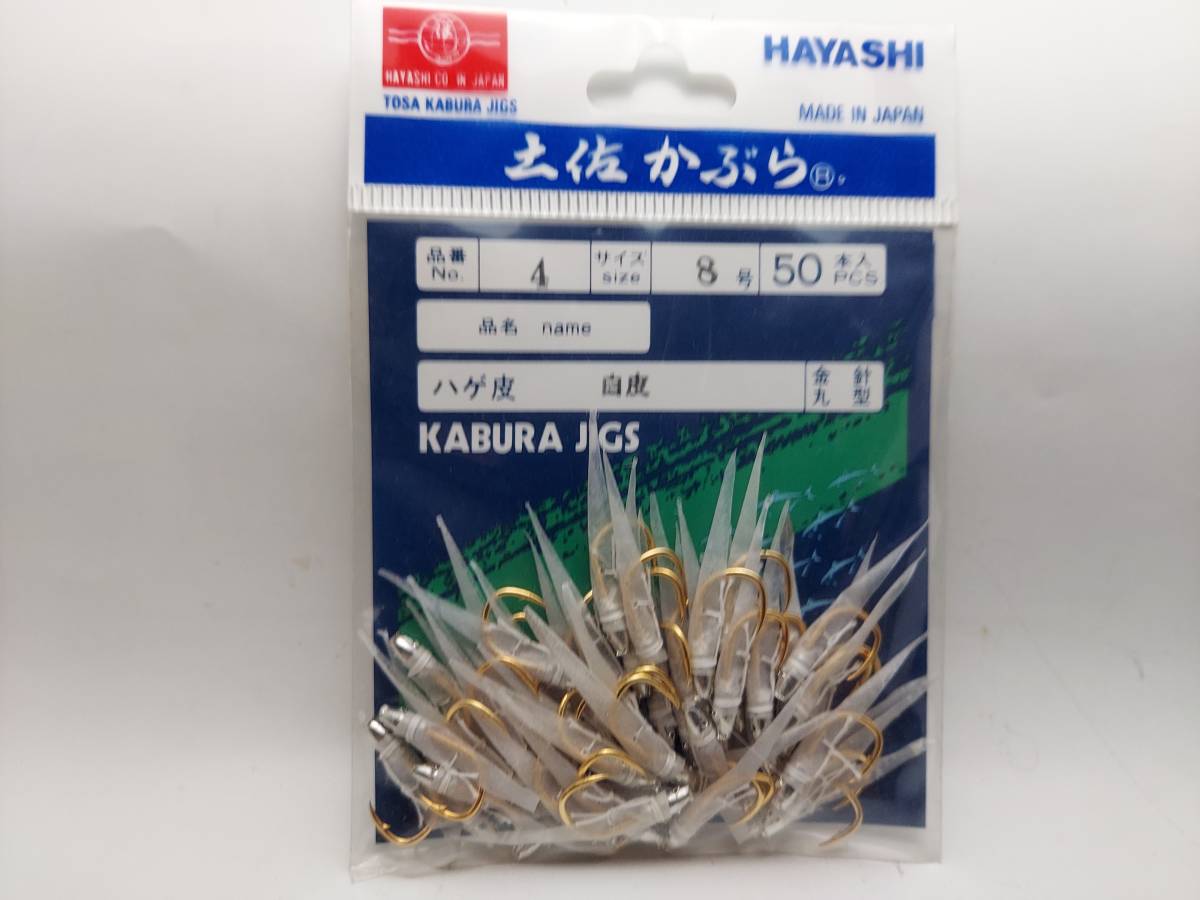 HAYASHI CO IN JAPAN
TOSA KABURA JIGS
HAYASHI
MADE IN JAPAN
土佐かぶら
品番 No. 4 サイズ size 8号 50 本入 PCS
品名 name
ハゲ皮 白皮 金針 丸型
KABURA JIGS